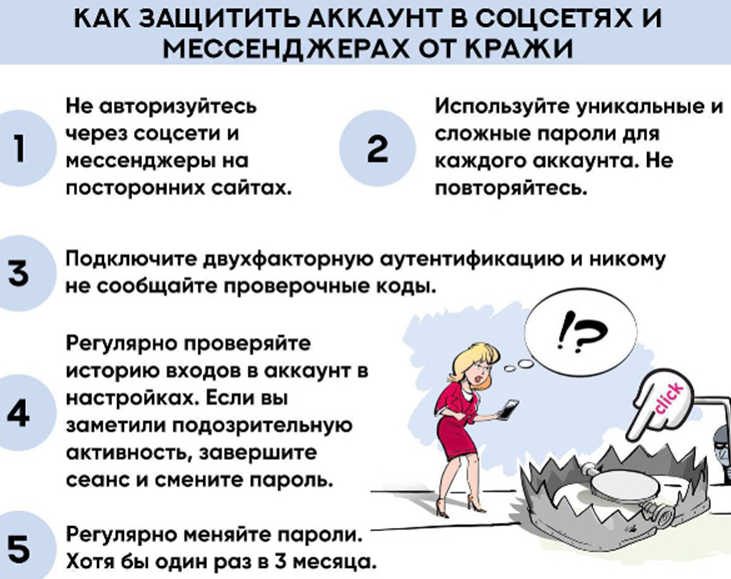 КАК ЗАЩИТИТЬ АККАУНТ В СОЦСЕТЯХ И
МЕССЕНДЖЕРАХ ОТ КРАЖИ
1
Не авторизуйтесь
через соцсети и
мессенджеры на
посторонних сайтах.
2
Используйте уникальные и
сложные пароли для
каждого аккаунта. Не
повторяйтесь.
3
Подключите двухфакторную аутентификацию и никому
не сообщайте проверочные коды.
4
Регулярно проверяйте
историю входов в аккаунт в
настройках. Если вы
заметили подозрительную
активность, завершите
сеанс и смените пароль.
!?
click
5
Регулярно меняйте пароли.
Хотя бы один раз в 3 месяца.